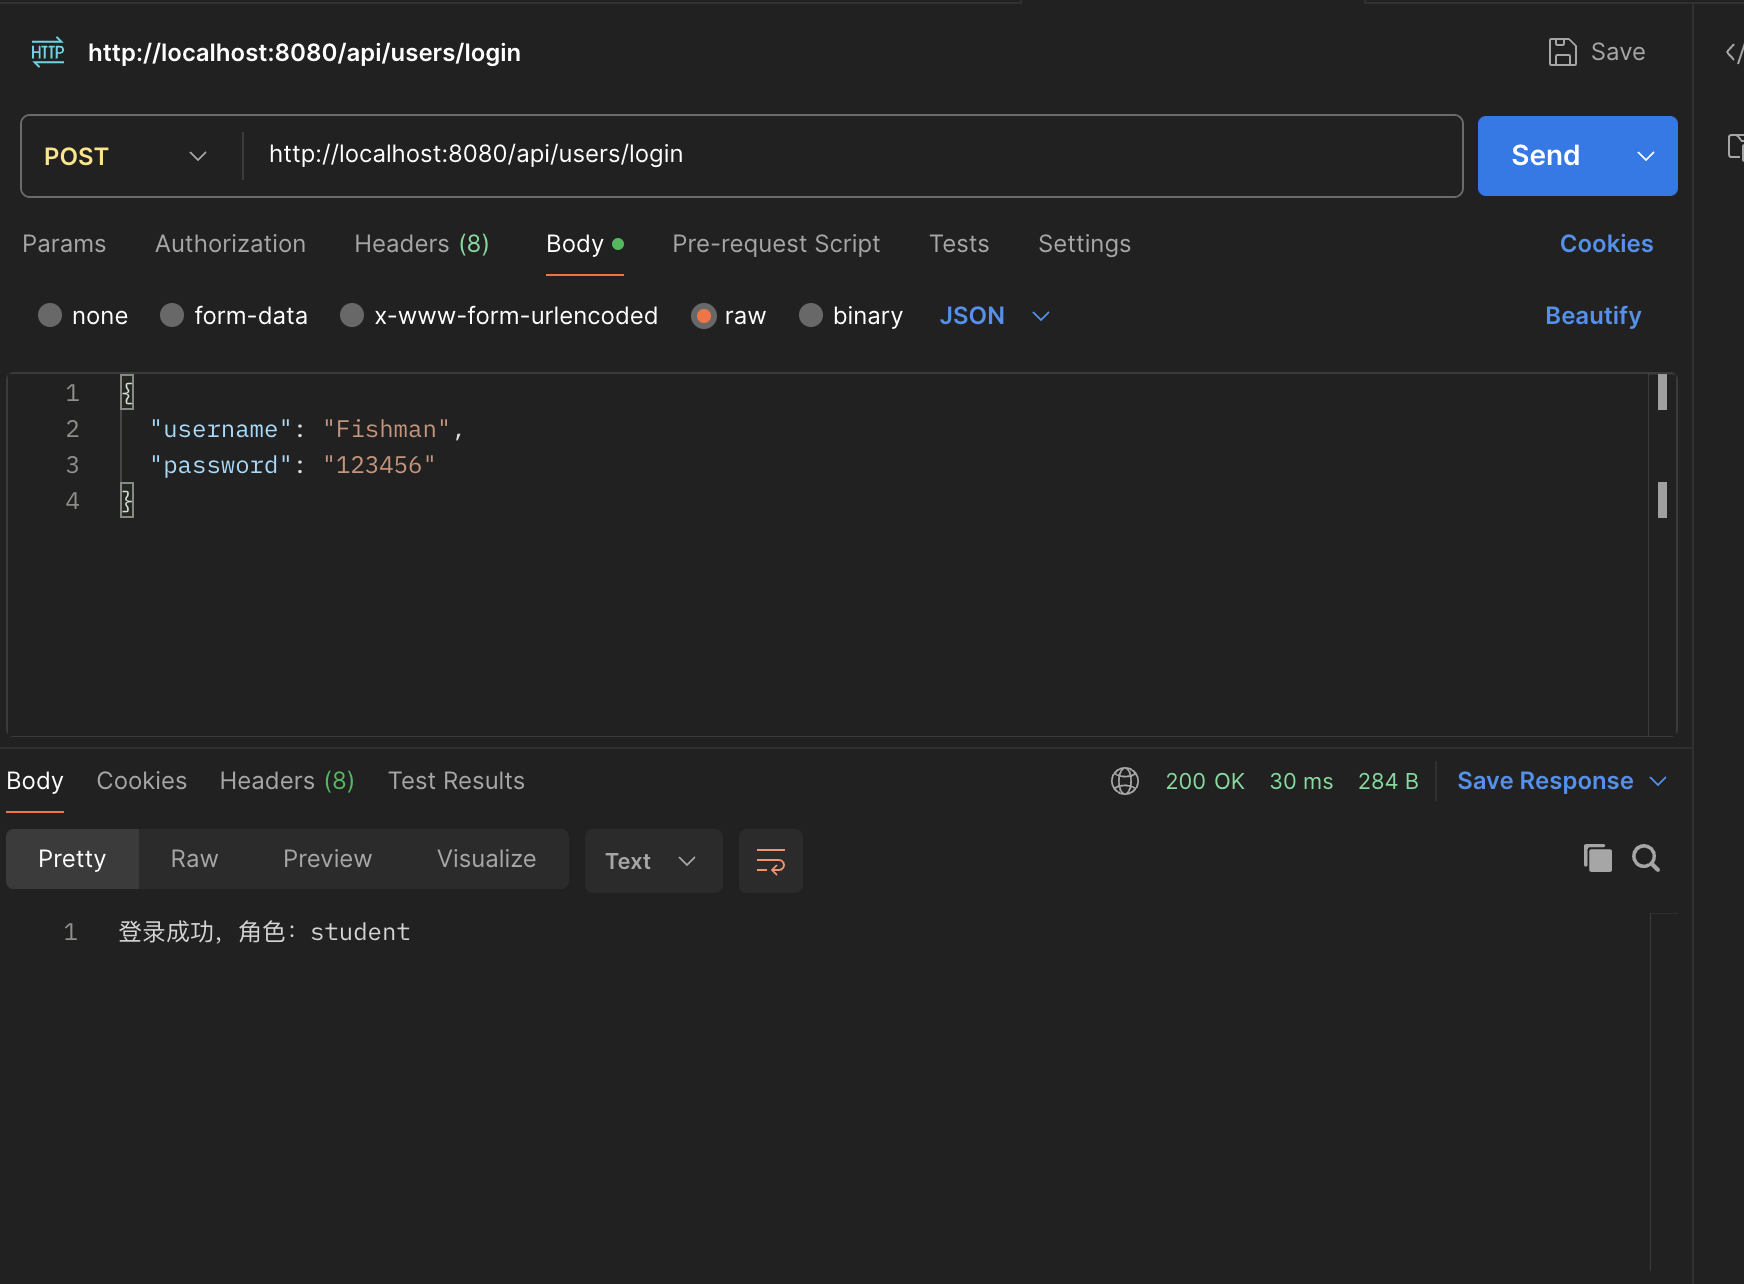 HTTP http://localhost:8080/api/users/login Save
POST http://localhost:8080/api/users/login Send
Params Authorization Headers (8) Body Pre-request Script Tests Settings Cookies
none form-data x-www-form-urlencoded raw binary JSON Beautify
1 {
2 "username": "Fishman",
3 "password": "123456"
4 }
Body Cookies Headers (8) Test Results 200 OK 30 ms 284 B Save Response
Pretty Raw Preview Visualize Text
1 登录成功，角色：student